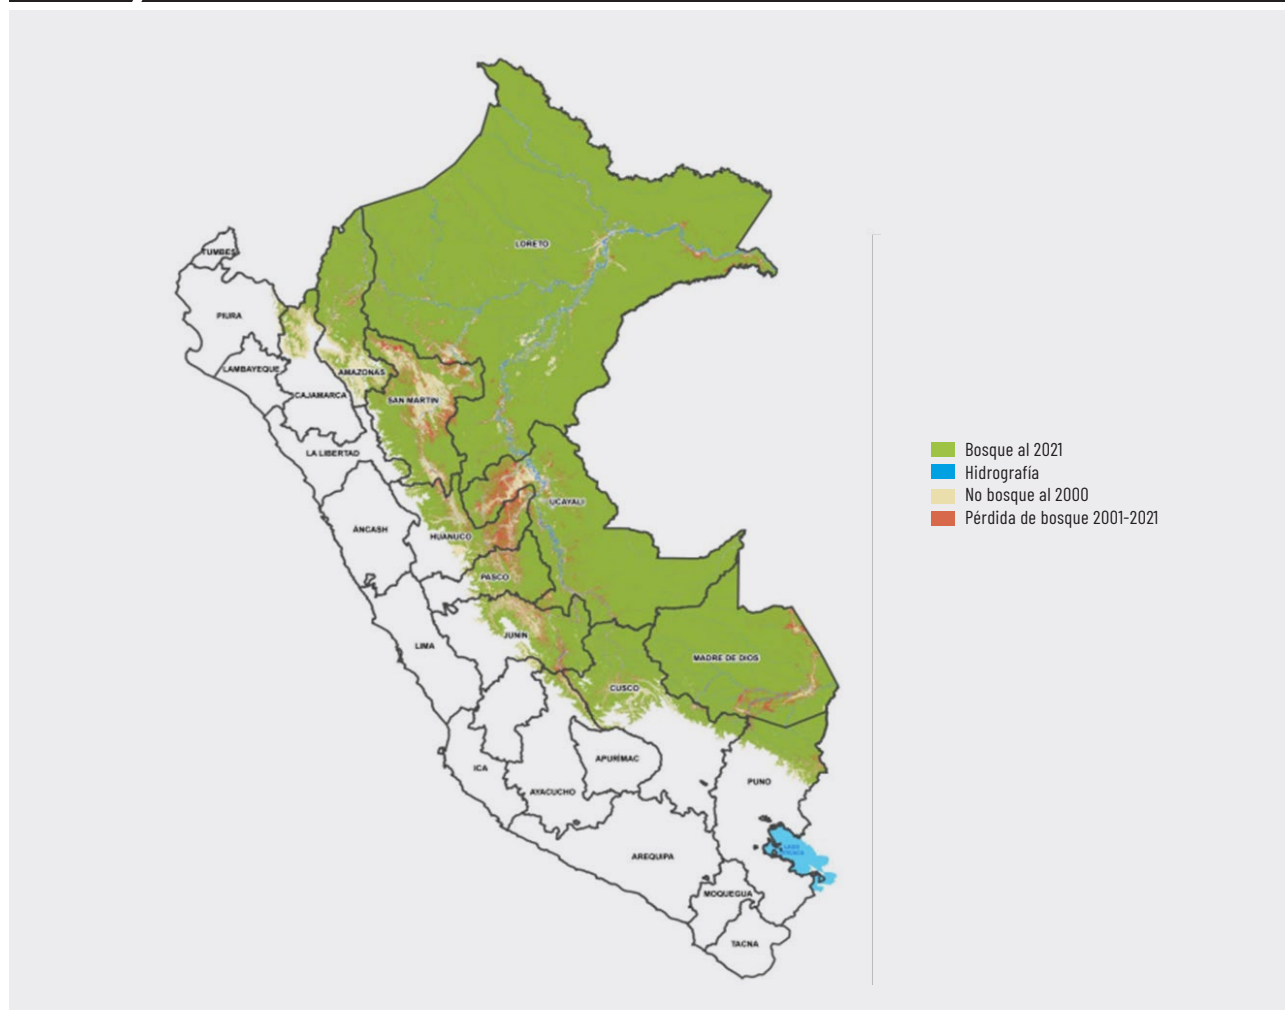 LORETO
TUMBES
PIURA
LAMBAYEQUE
AMAZONAS
CAJAMARCA
SAN MARTIN
LA LIBERTAD
UCAYALI
ÁNCASH
HUÁNUCO
PASCO
JUNIN
LIMA
MADRE DE DIOS
CUSCO
APURÍMAC
ICA
AYACUCHO
PUNO
LAGO
AREQUIPA
MOQUEGUA
TACNA
Bosque al 2021
Hidrografía
No bosque al 2000
Pérdida de bosque 2001-2021